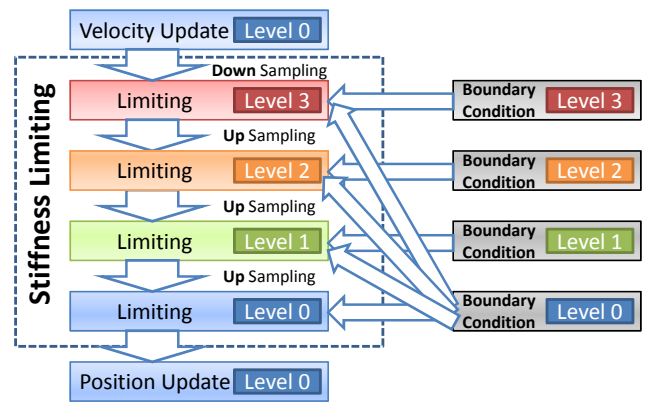 Velocity Update Level 0
Down Sampling
Stiffness Limiting
Limiting Level 3
Boundary
Condition Level 3
Up Sampling
Limiting Level 2
Boundary
Condition Level 2
Up Sampling
Limiting Level 1
Boundary
Condition Level 1
Up Sampling
Limiting Level 0
Boundary
Condition Level 0
Position Update Level 0